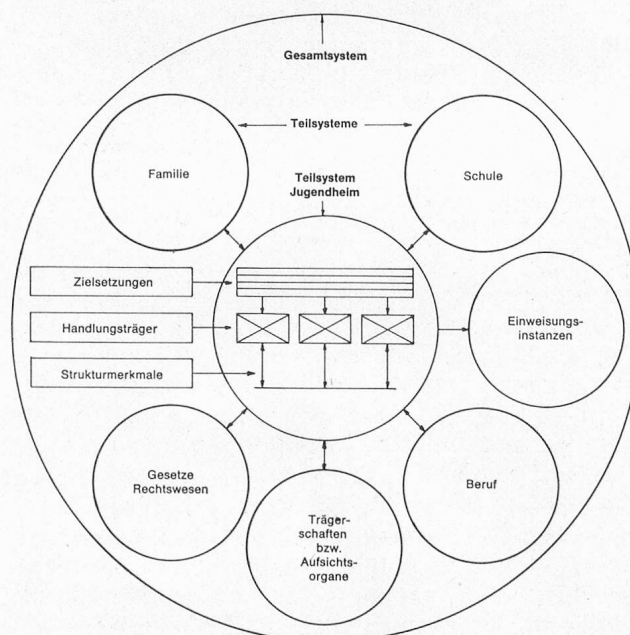 Gesamtsystem
Teilsysteme
Familie
Schule
Teilsystem
Jugendheim
Zielsetzungen
Handlungsträger
Strukturmerkmale
Einweisungs-
instanzen
Gesetze
Rechtswesen
Beruf
Träger-
schaften
bzw.
Aufsichts-
organe